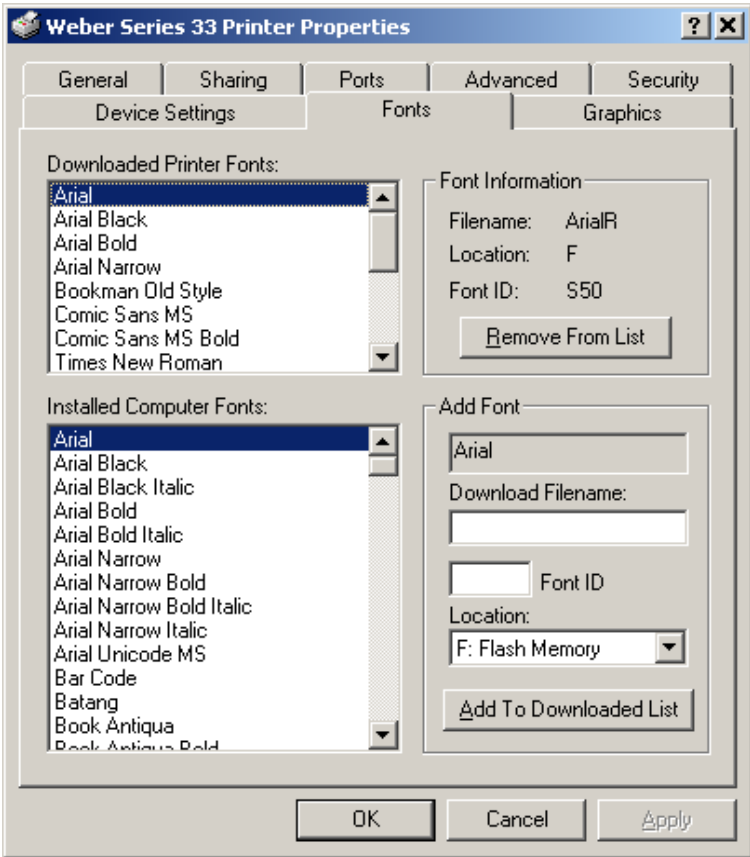 Weber Series 33 Printer Properties
General Sharing Ports Advanced Security
Device Settings Fonts Graphics
Downloaded Printer Fonts:
Arial
Arial Black
Arial Bold
Arial Narrow
Bookman Old Style
Comic Sans MS
Comic Sans MS Bold
Times New Roman
Font Information
Filename: ArialR
Location: F
Font ID: S50
Remove From List
Installed Computer Fonts:
Arial
Arial Black
Arial Black Italic
Arial Bold
Arial Bold Italic
Arial Narrow
Arial Narrow Bold
Arial Narrow Bold Italic
Arial Narrow Italic
Arial Unicode MS
Bar Code
Batang
Book Antiqua
Book Antiqua Bold
Add Font
Arial
Download Filename:
Font ID
Location:
F: Flash Memory
Add To Downloaded List
OK Cancel Apply